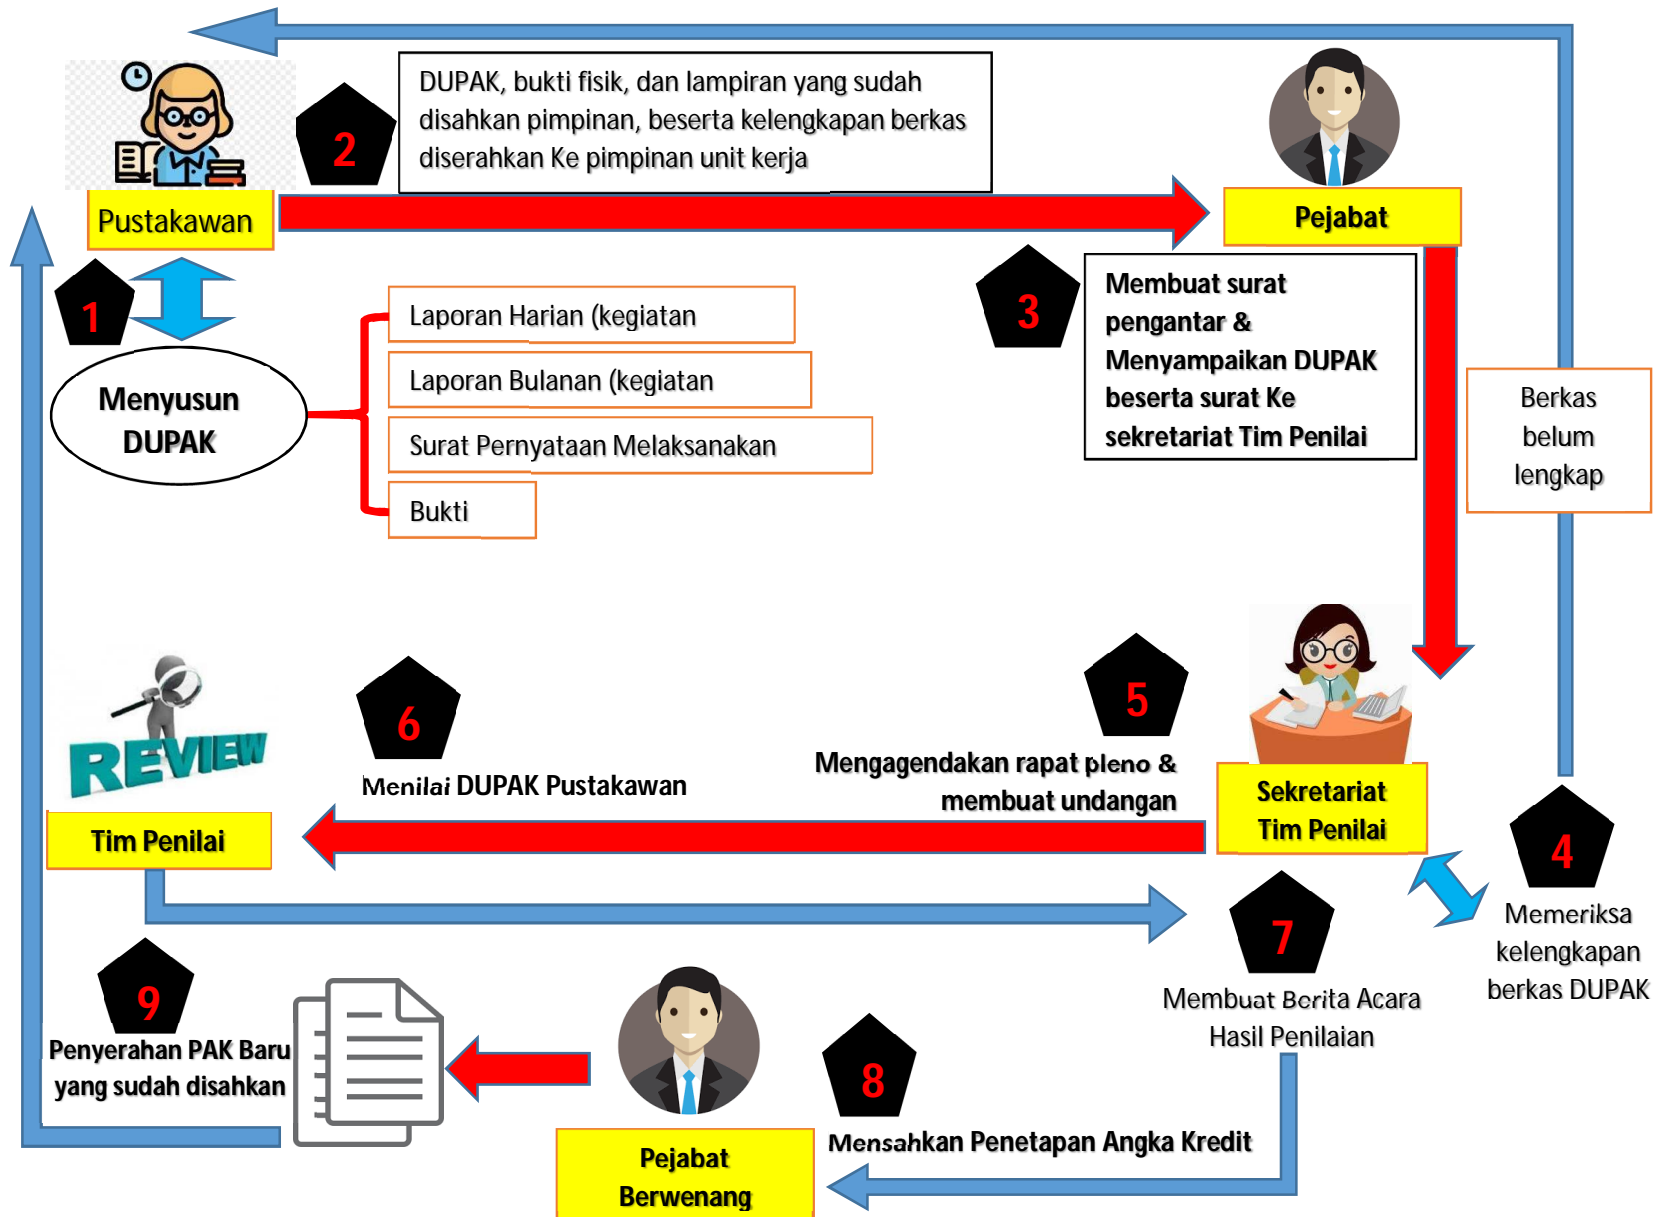 2
DUPAK, bukti fisik, dan lampiran yang sudah
disahkan pimpinan, beserta kelengkapan berkas
diserahkan Ke pimpinan unit kerja
Pustakawan
Pejabat
1
Menyusun
DUPAK
Laporan Harian (kegiatan
Laporan Bulanan (kegiatan
Surat Pernyataan Melaksanakan
Bukti
3
Membuat surat
pengantar &
Menyampaikan DUPAK
beserta surat Ke
sekretariat Tim Penilai
Berkas
belum
lengkap
REVIEW
Tim Penilai
6
Menilai DUPAK Pustakawan
5
Mengagendakan rapat pleno &
membuat undangan
Sekretariat
Tim Penilai
4
Memeriksa
kelengkapan
berkas DUPAK
7
Membuat Berita Acara
Hasil Penilaian
9
Penyerahan PAK Baru
yang sudah disahkan
8
Mensahkan Penetapan Angka Kredit
Pejabat
Berwenang